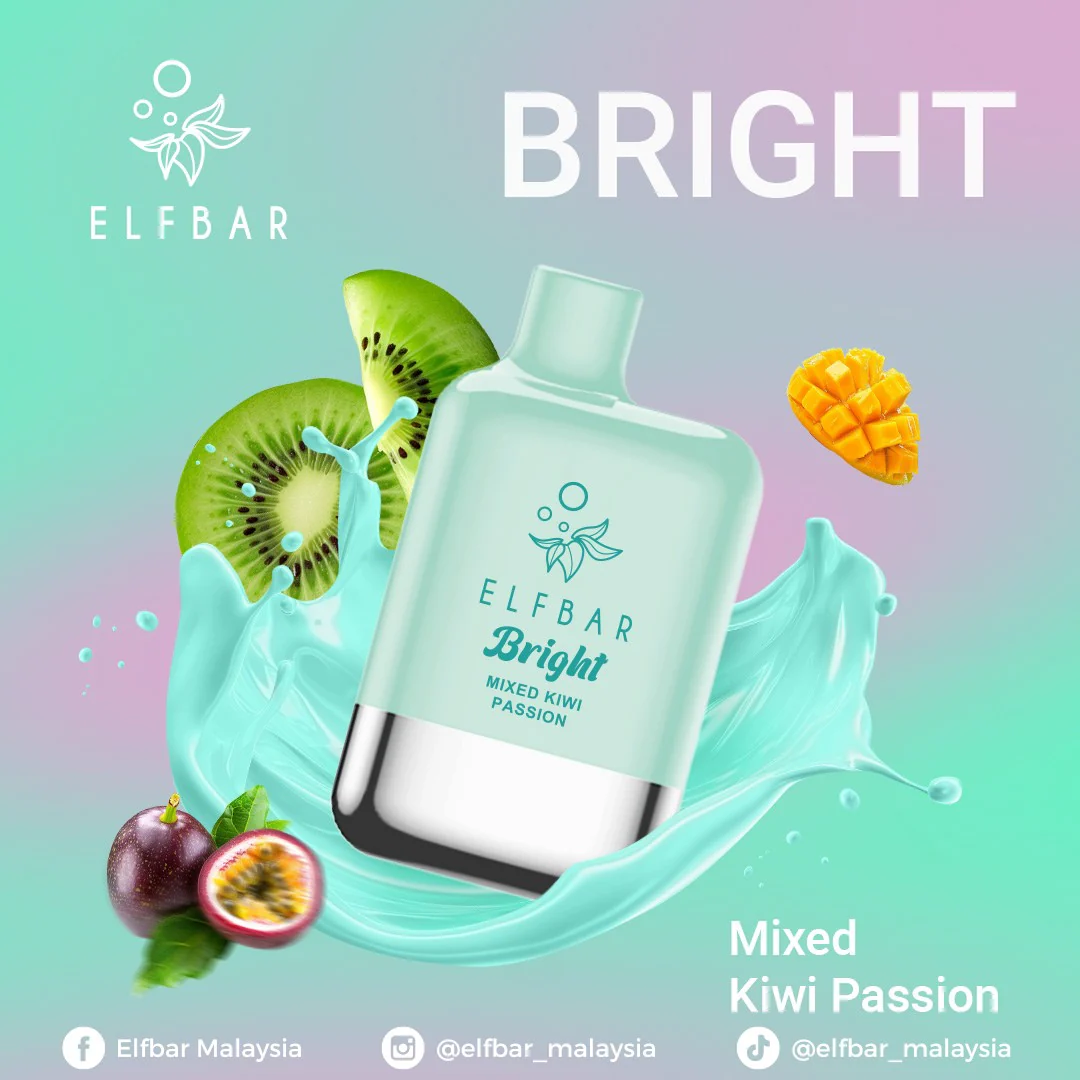 ELFBAR
BRIGHT
ELFBAR
Bright
MIXED KIWI
PASSION
Mixed
Kiwi Passion
Elfbar Malaysia
@elfbar_malaysia
@elfbar_malaysia